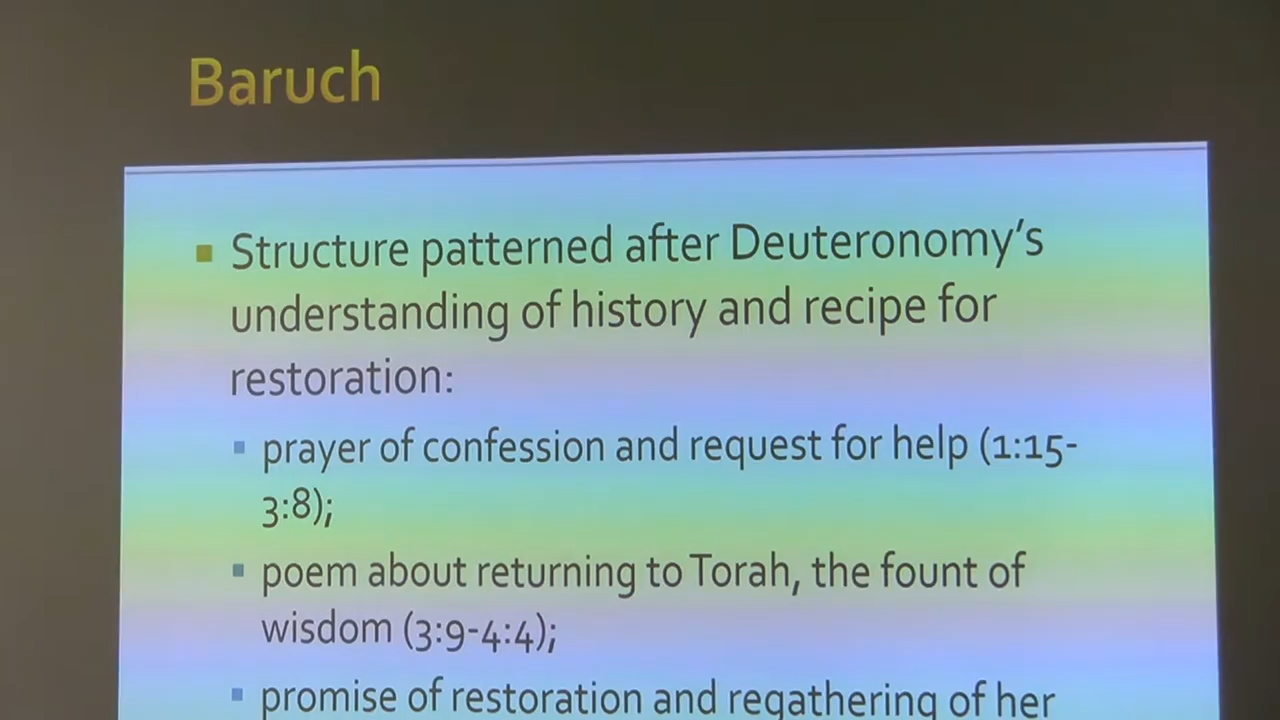 Baruch
Structure patterned after Deuteronomy's
understanding of history and recipe for
restoration:
prayer of confession and request for help (1:15-
3:8);
poem about returning to Torah, the fount of
wisdom (3:9-4:4);
promise of restoration and regathering of her